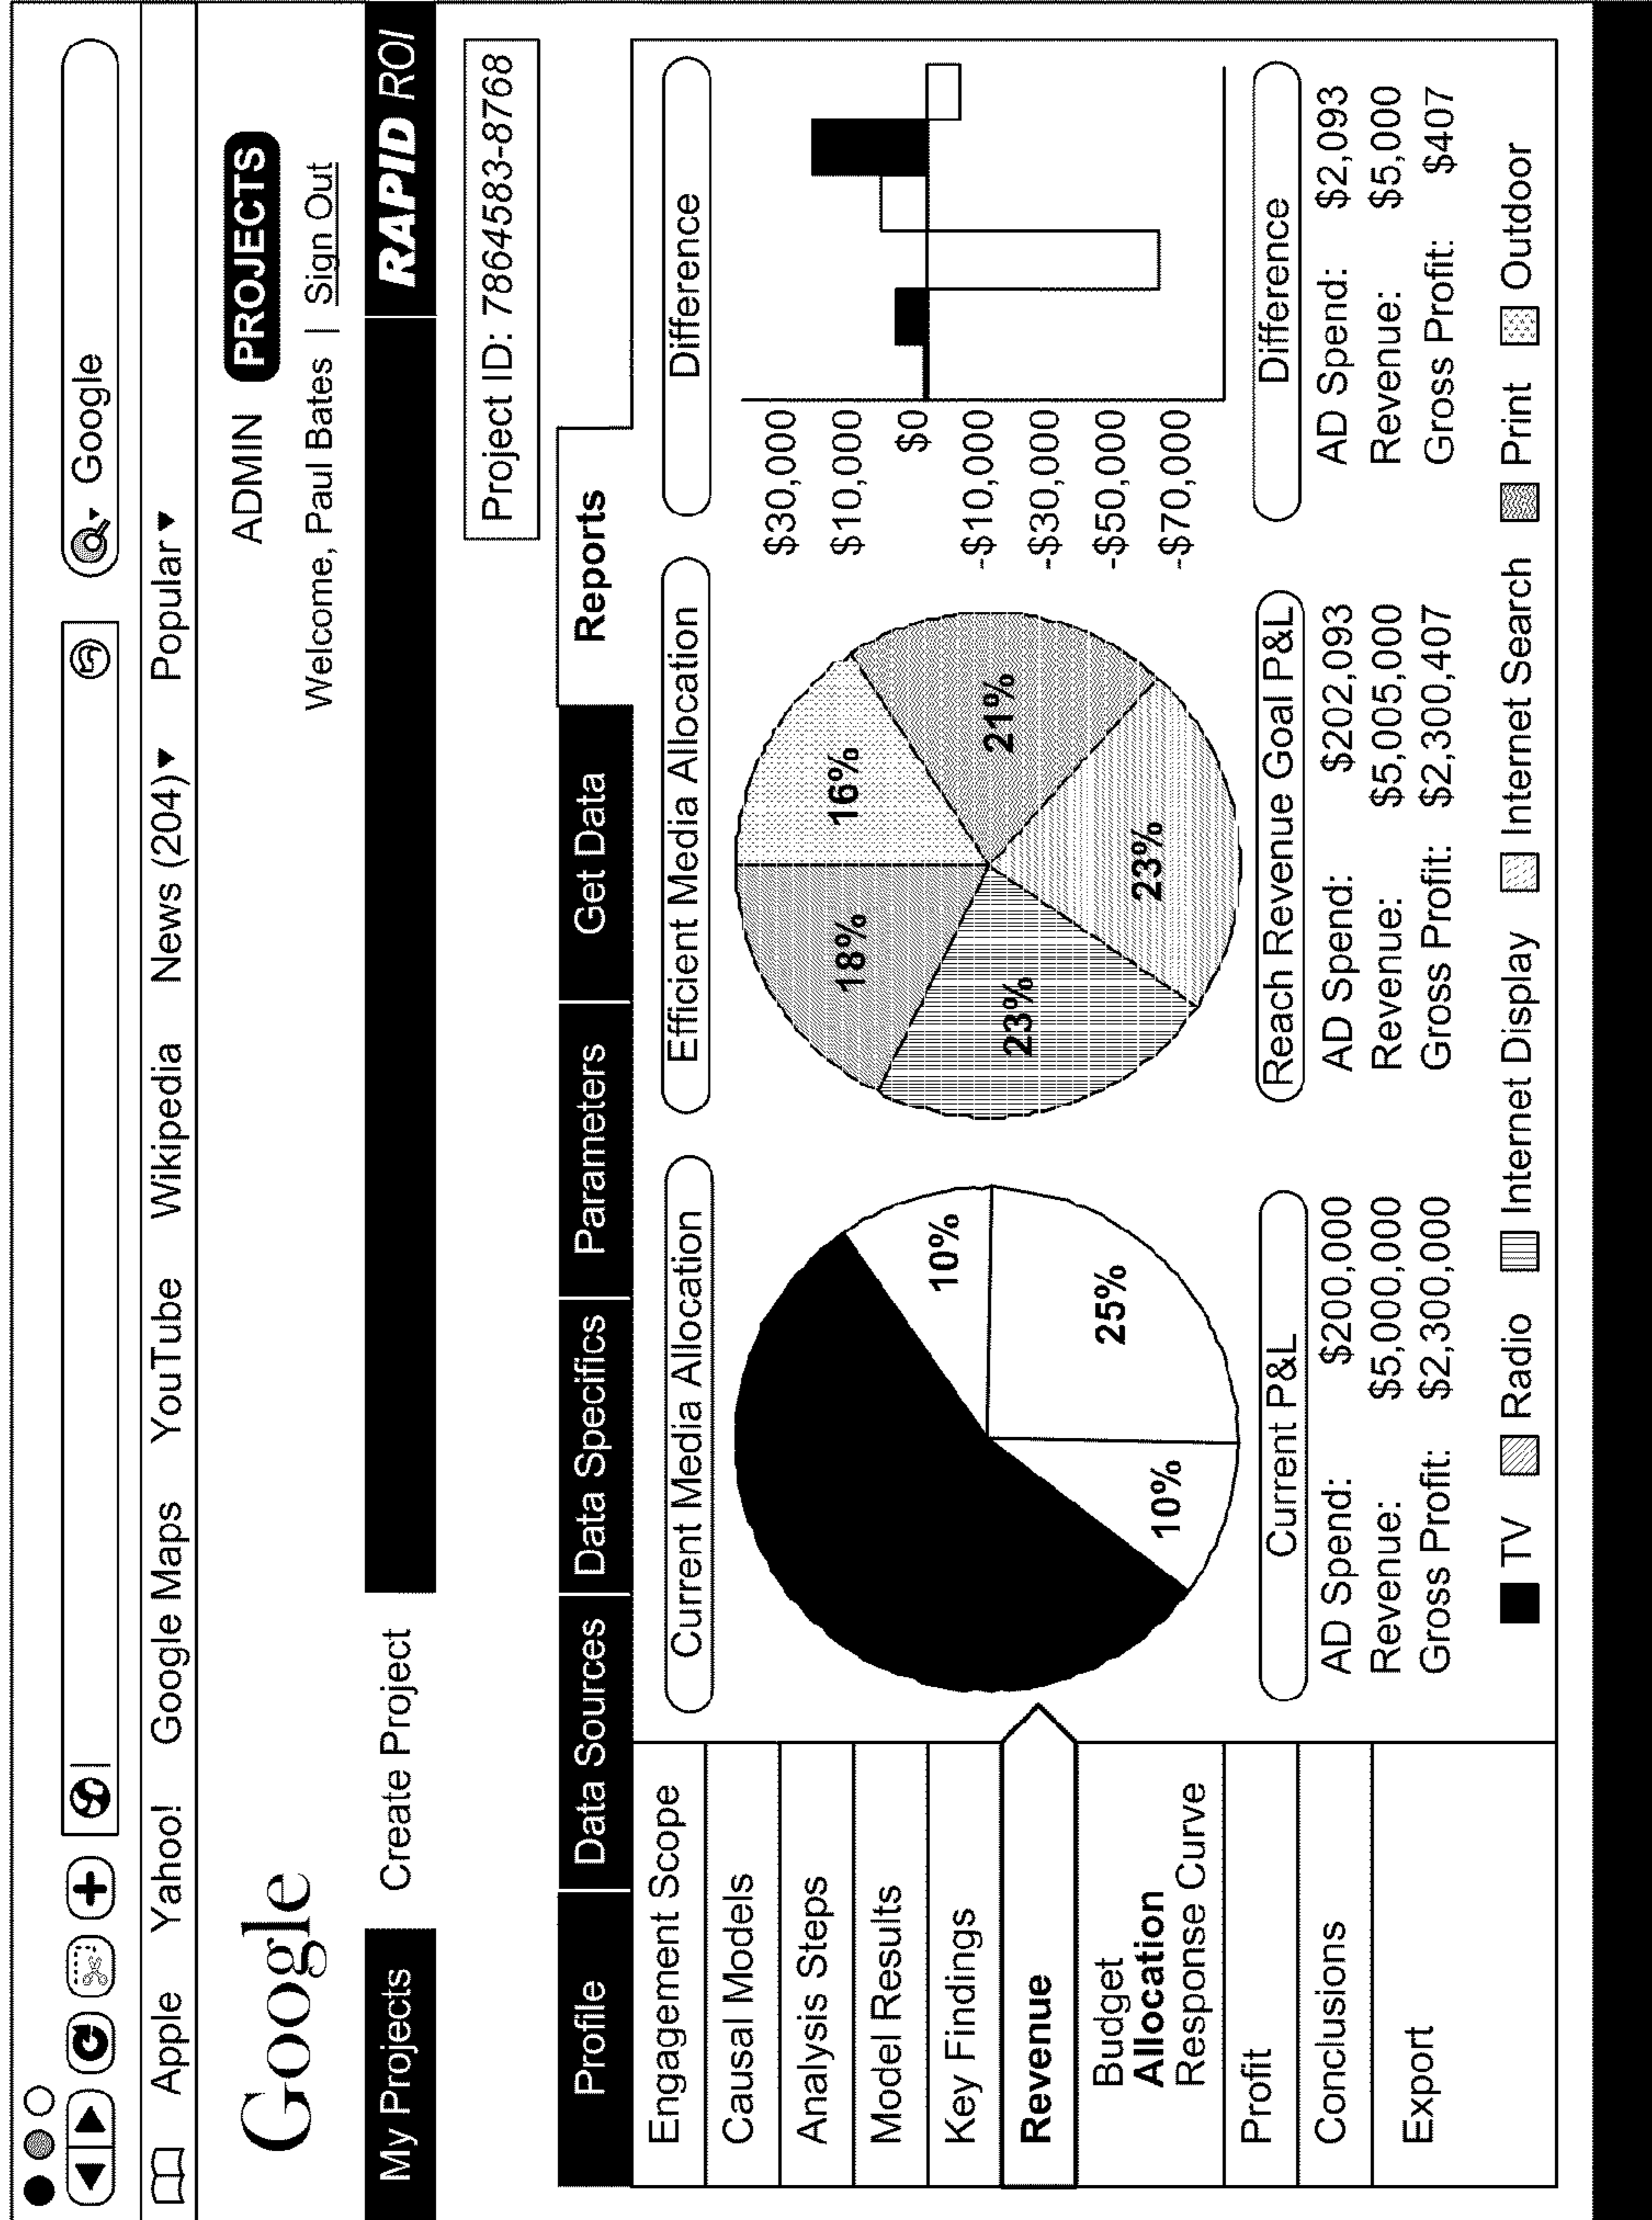 Google
Apple Yahoo! Google Maps YouTube Wikipedia News (204) Popular
Google
ADMIN PROJECTS
Welcome, Paul Bates | Sign Out
My Projects Create Project
RAPID ROI
Project ID: 7864583-8768
Profile Data Sources Data Specifics Parameters Get Data Reports
Engagement Scope
Causal Models
Analysis Steps
Model Results
Key Findings
Revenue
Budget
Allocation
Response Curve
Profit
Conclusions
Export
Current Media Allocation
10%
25%
10%
Efficient Media Allocation
18%
16%
21%
23%
23%
Difference
$30,000
$10,000
$0
-$10,000
-$30,000
-$50,000
-$70,000
Current P&L
AD Spend: $200,000
Revenue: $5,000,000
Gross Profit: $2,300,000
Reach Revenue Goal P&L
AD Spend: $202,093
Revenue: $5,005,000
Gross Profit: $2,300,407
Difference
AD Spend: $2,093
Revenue: $5,000
Gross Profit: $407
TV Radio Internet Display Internet Search Print Outdoor